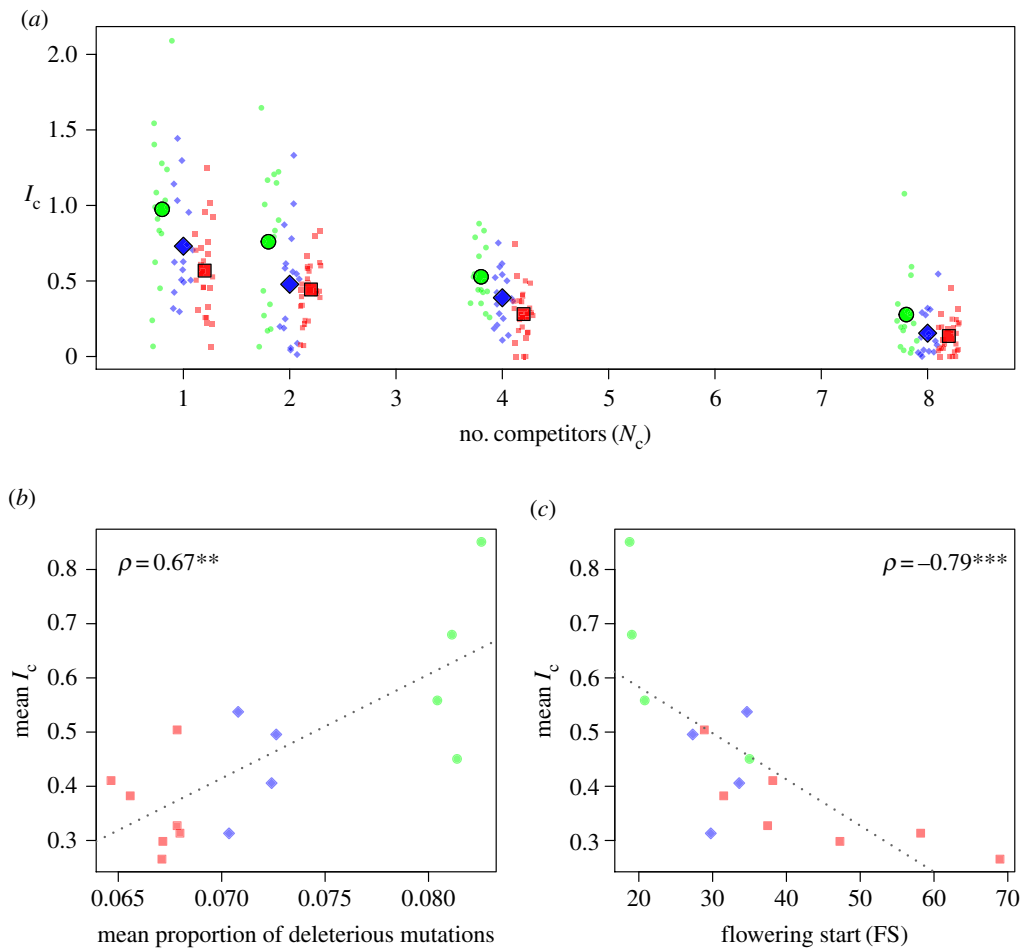 (a)
2.0
1.5
1.0
0.5
0
I_c
1 2 3 4 5 6 7 8
no. competitors (N_c)
(b)
ρ = 0.67**
0.8
0.7
0.6
0.5
0.4
0.3
mean I_c
0.065 0.070 0.080
mean proportion of deleterious mutations
(c)
ρ = –0.79***
0.8
0.7
0.6
0.5
0.4
0.3
mean I_c
20 30 40 50 60 70
flowering start (FS)